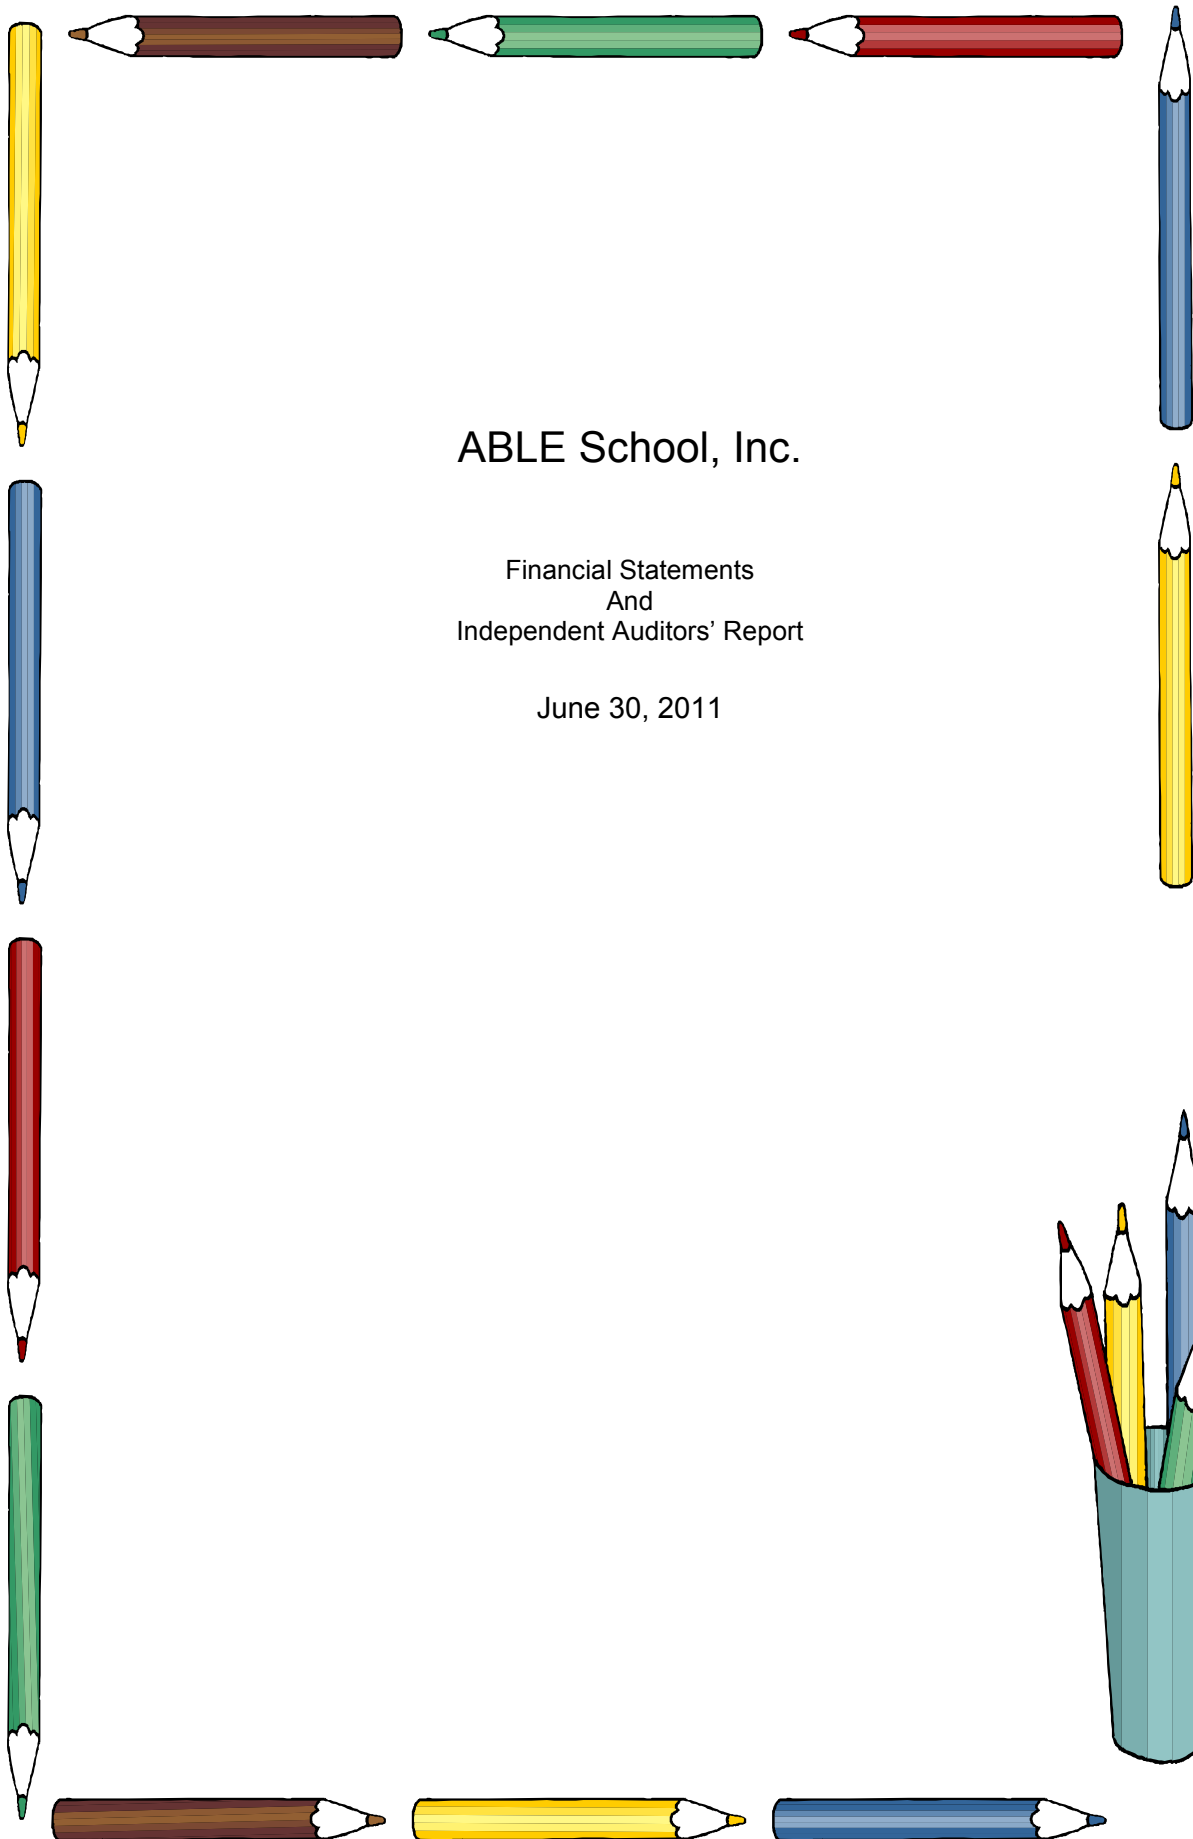 ABLE School, Inc.
Financial Statements
And
Independent Auditors’ Report
June 30, 2011